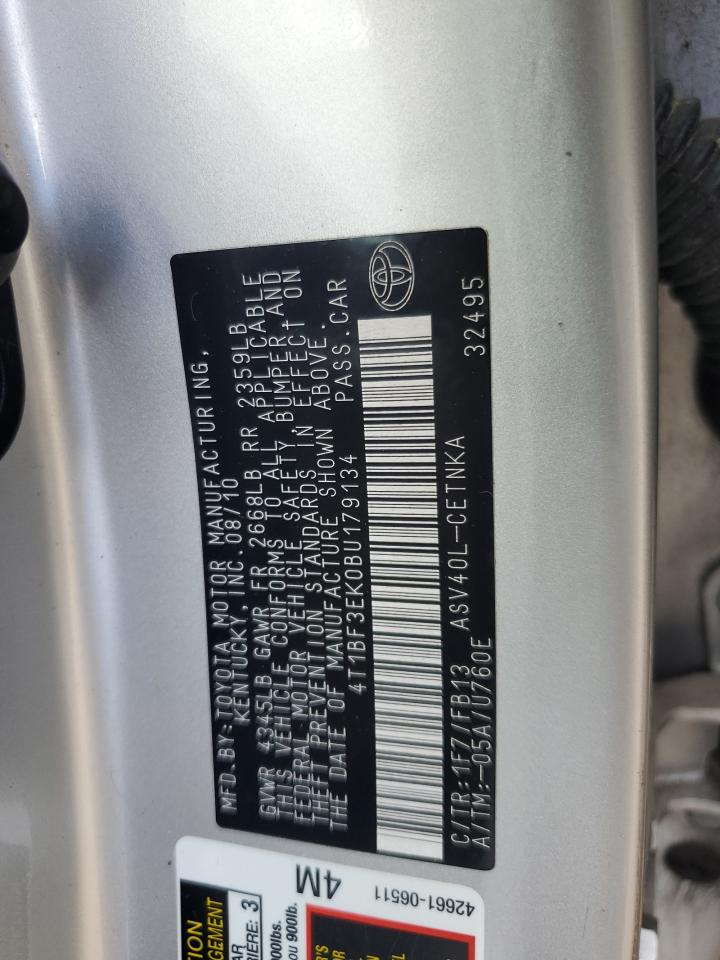 MFD.BY:TOYOTA MOTOR MANUFACTURING,
KENTUCKY, INC.08/10
GVWR 4345LB GAWR FR 2668LB RR 2359LB
THIS VEHICLE CONFORMS TO ALL APPLICABLE
FEDERAL MOTOR VEHICLE SAFETY BUMPER,AND
THEFT PREVENTION STANDARDS IN EFFECT ON
THE DATE OF MANUFACTURE SHOWN ABOVE.
4T1BF3EK0BU179134 PASS.CAR
C/TR:1F7/FB13 ASV40L-CETNKA 32495
A/TM:-05A/U760E
4M
42661-06511